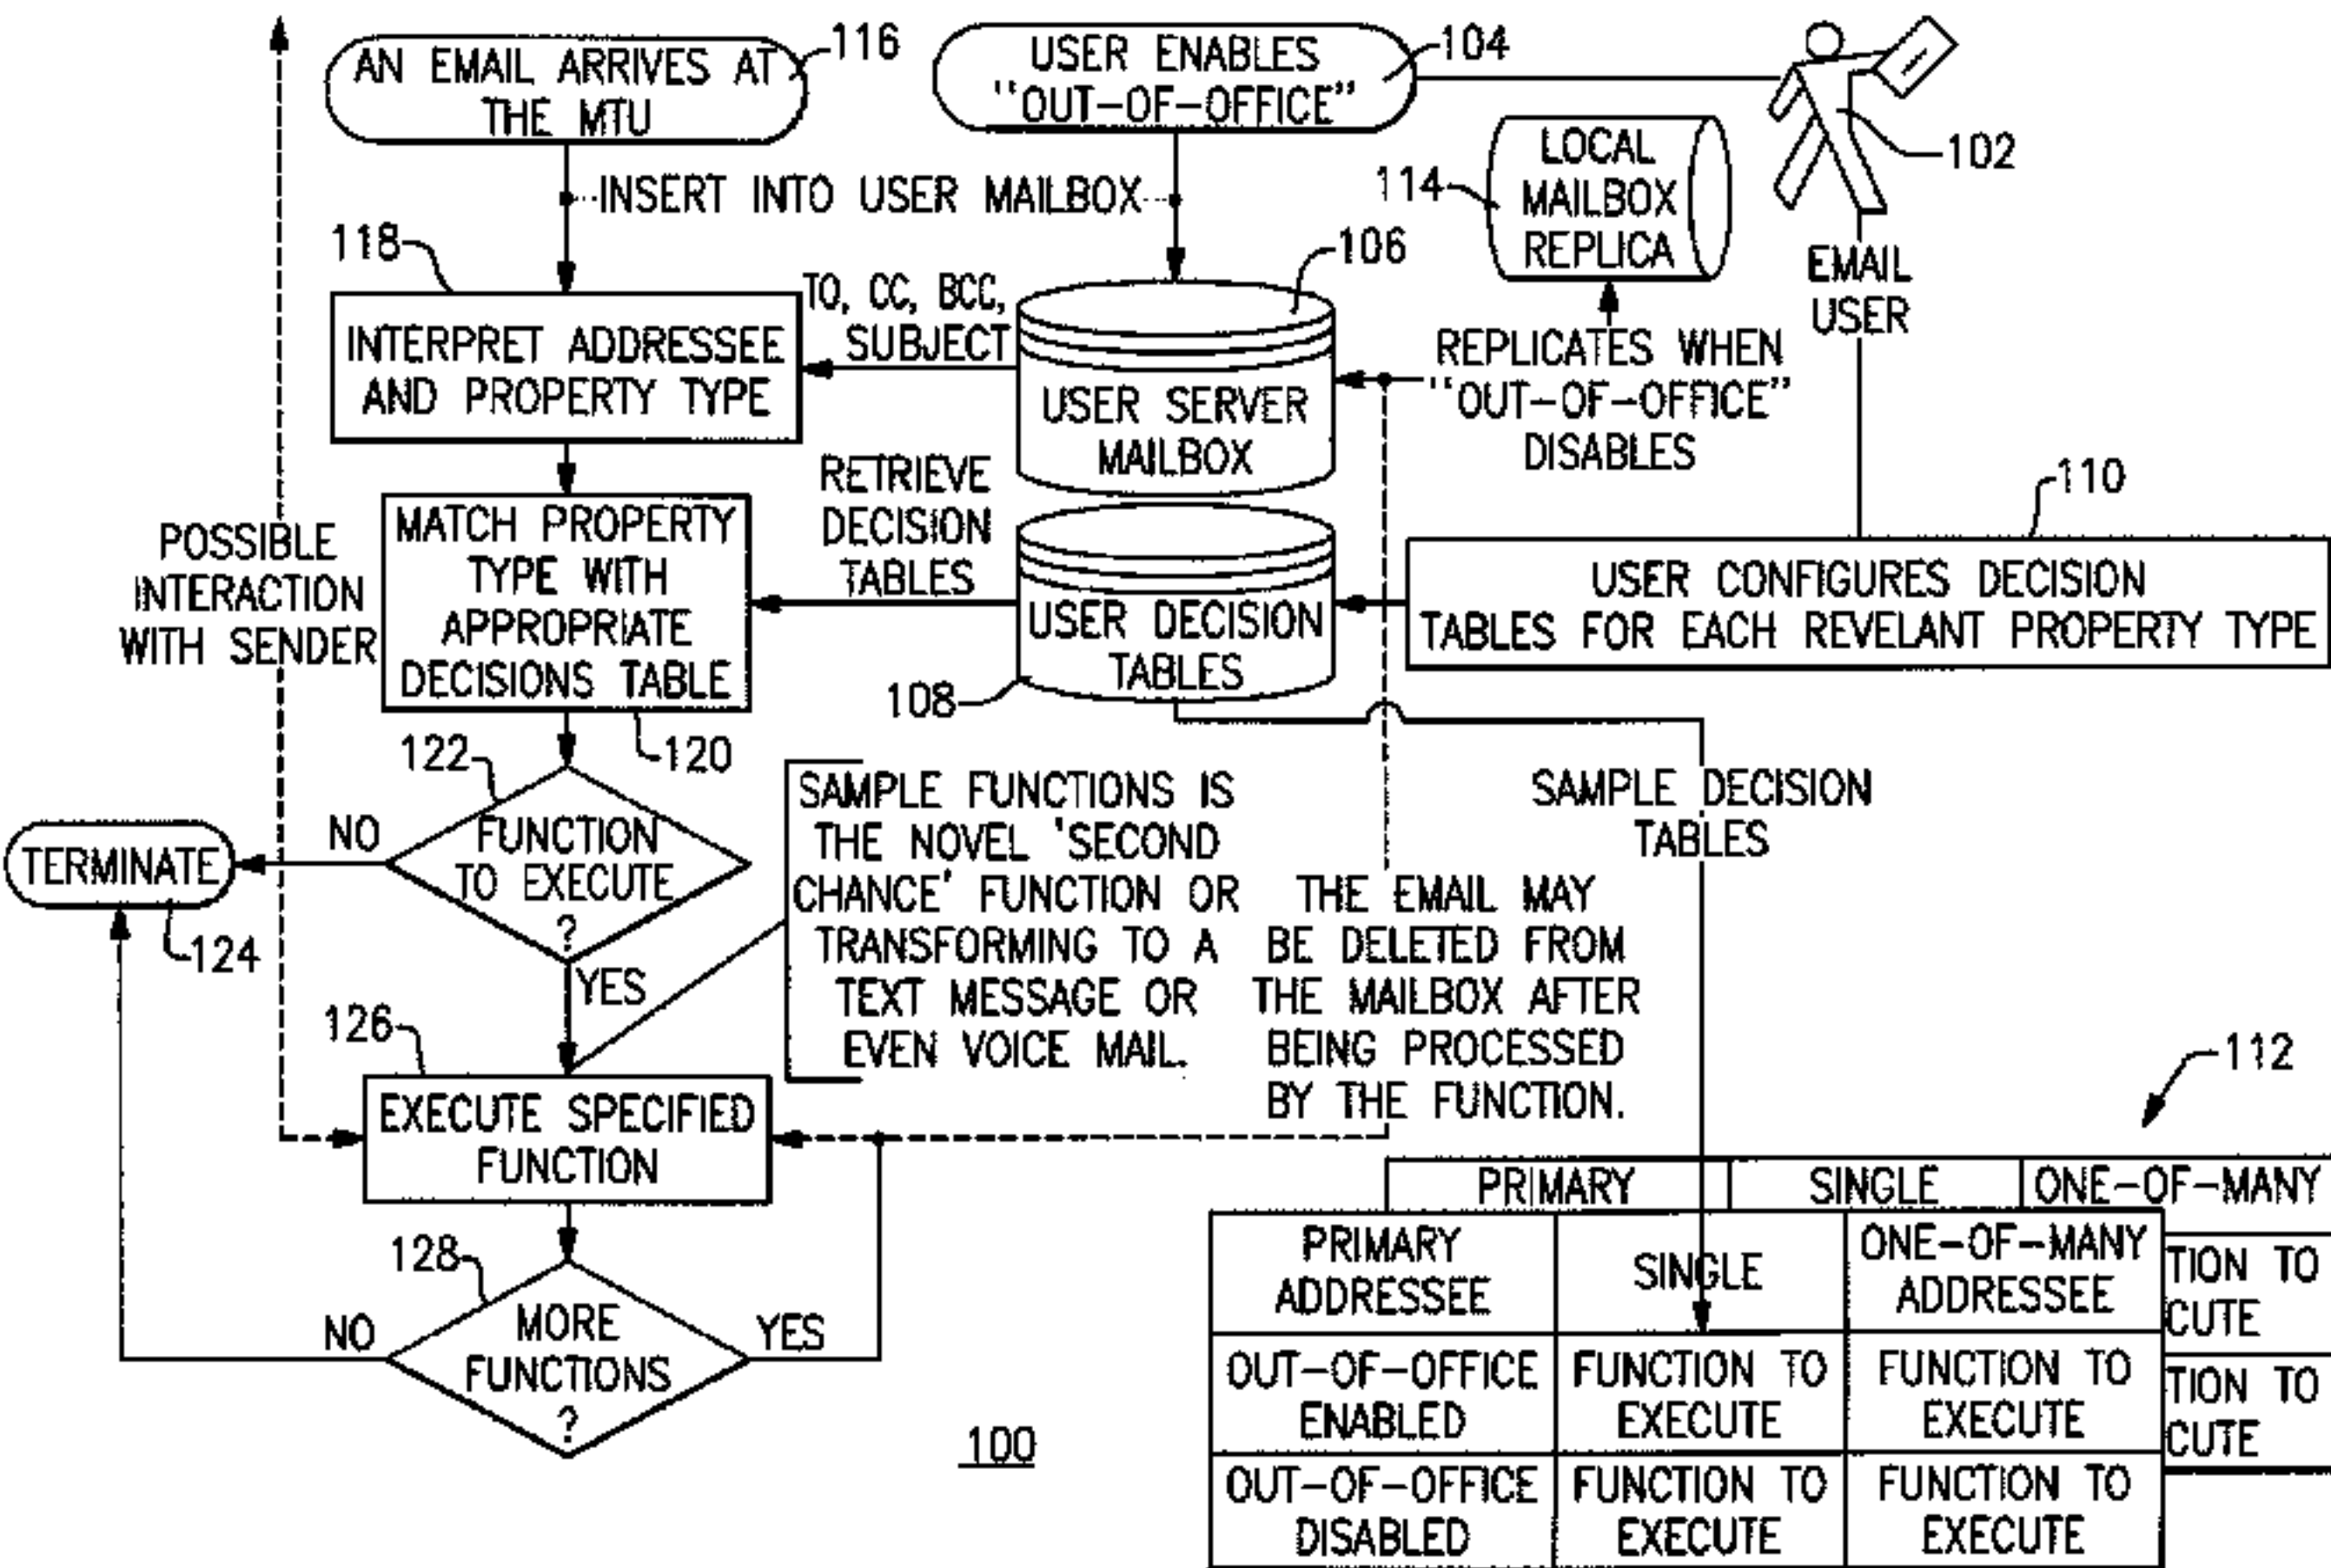 AN EMAIL ARRIVES AT
THE MTU
116
USER ENABLES
"OUT-OF-OFFICE"
104
102
EMAIL
USER
LOCAL
MAILBOX
REPLICA
114
INSERT INTO USER MAILBOX
118
INTERPRET ADDRESSEE
AND PROPERTY TYPE
TO, CC, BCC,
SUBJECT
106
USER SERVER
MAILBOX
REPLICATES WHEN
"OUT-OF-OFFICE"
DISABLES
110
USER CONFIGURES DECISION
TABLES FOR EACH REVELANT PROPERTY TYPE
RETRIEVE
DECISION
TABLES
USER DECISION
TABLES
108
MATCH PROPERTY
TYPE WITH
APPROPRIATE
DECISIONS TABLE
120
POSSIBLE
INTERACTION
WITH SENDER
122
FUNCTION
TO EXECUTE
?
NO
TERMINATE
124
YES
SAMPLE FUNCTIONS IS
THE NOVEL 'SECOND
CHANCE' FUNCTION OR
TRANSFORMING TO A
TEXT MESSAGE OR
EVEN VOICE MAIL.
THE EMAIL MAY
BE DELETED FROM
THE MAILBOX AFTER
BEING PROCESSED
BY THE FUNCTION.
SAMPLE DECISION
TABLES
126
EXECUTE SPECIFIED
FUNCTION
128
MORE
FUNCTIONS
?
NO
YES
100
112
PRIMARY SINGLE ONE-OF-MANY
PRIMARY
ADDRESSEE
SINGLE
ONE-OF-MANY
ADDRESSEE
TION TO
CUTE
OUT-OF-OFFICE
ENABLED
FUNCTION TO
EXECUTE
FUNCTION TO
EXECUTE
TION TO
CUTE
OUT-OF-OFFICE
DISABLED
FUNCTION TO
EXECUTE
FUNCTION TO
EXECUTE